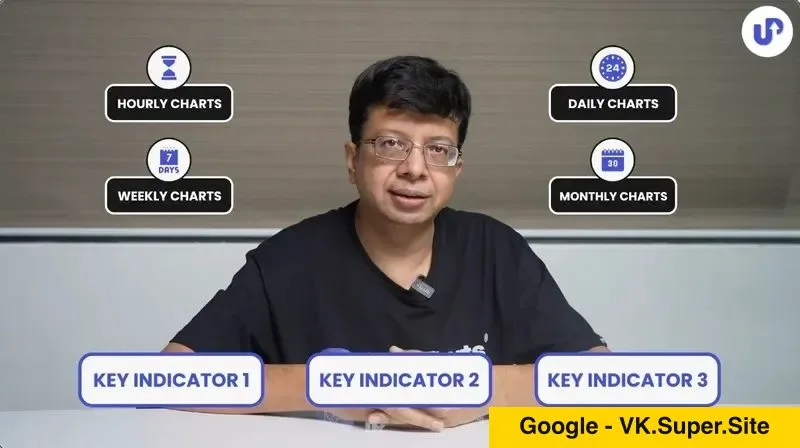 UP
HOURLY CHARTS
24
DAILY CHARTS
7
DAYS
WEEKLY CHARTS
30
MONTHLY CHARTS
KEY INDICATOR 1
KEY INDICATOR 2
KEY INDICATOR 3
Google - VK.Super.Site